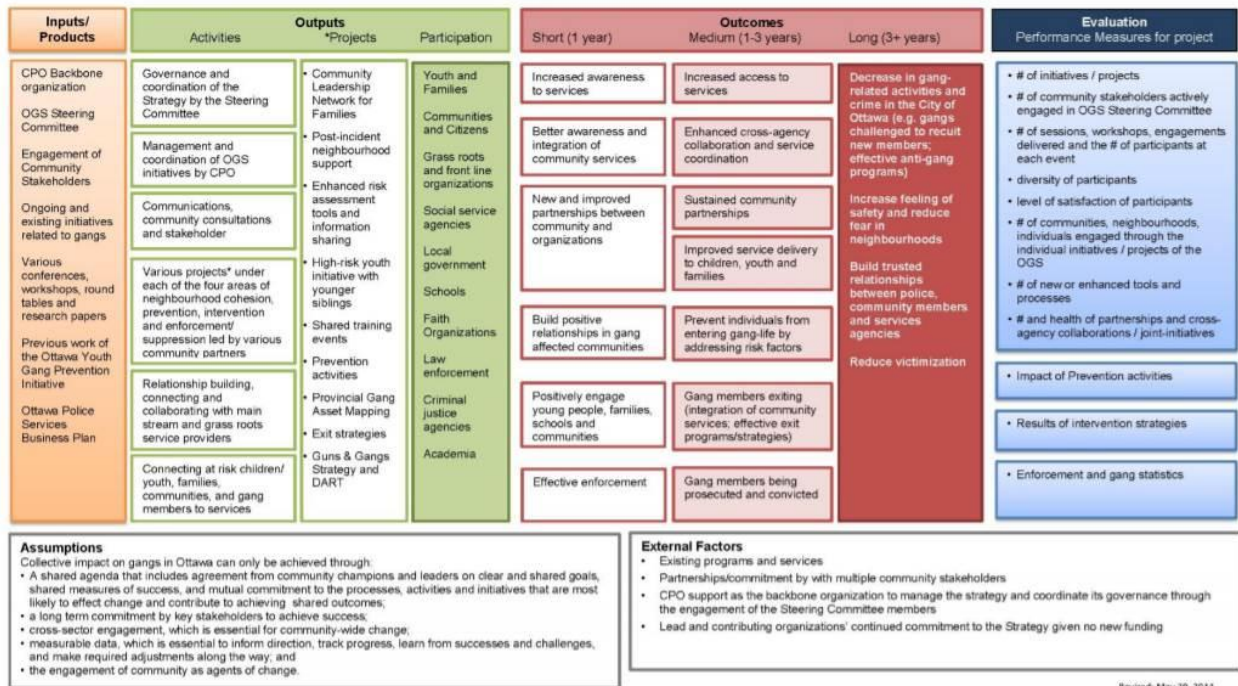 Inputs/
Products
Outputs
Activities
*Projects
Participation
Outcomes
Short (1 year)
Medium (1-3 years)
Long (3+ years)
Evaluation
Performance Measures for project
CPO Backbone
organization
OGS Steering
Committee
Engagement of
Community
Stakeholders
Ongoing and
existing initiatives
related to gangs
Various
conferences,
workshops, round
tables and
research papers
Previous work of
the Ottawa Youth
Gang Prevention
Initiative
Ottawa Police
Services
Business Plan
Governance and
coordination of the
Strategy by the Steering
Committee
Management and
coordination of OGS
initiatives by CPO
Communications,
community consultations
and stakeholder
Various projects* under
each of the four areas of
neighbourhood cohesion,
prevention, intervention
and enforcement/
suppression led by various
community partners
Relationship building,
connecting and
collaborating with main
stream and grass roots
service providers
Connecting at risk children/
youth, families,
communities, and gang
members to services
• Community
Leadership
Network for
Families
• Post-incident
neighbourhood
support
• Enhanced risk
assessment
tools and
information
sharing
• High-risk youth
initiative with
younger
siblings
• Shared training
events
• Prevention
activities
• Provincial Gang
Asset Mapping
• Exit strategies
• Guns & Gangs
Strategy and
DART
Youth and
Families
Communities
and Citizens
Grass roots
and front line
organizations
Social service
agencies
Local
government
Schools
Faith
Organizations
Law
enforcement
Criminal
justice
agencies
Academia
Increased awareness
to services
Better awareness and
integration of
community services
New and improved
partnerships between
community and
organizations
Build positive
relationships in gang
affected communities
Positively engage
young people, families,
schools and
communities
Effective enforcement
Increased access to
services
Enhanced cross-agency
collaboration and service
coordination
Sustained community
partnerships
Improved service delivery
to children, youth and
families
Prevent individuals from
entering gang-life by
addressing risk factors
Gang members exiting
(integration of community
services; effective exit
programs/strategies)
Gang members being
prosecuted and convicted
Decrease in gang-
related activities and
crime in the City of
Ottawa (e.g. gangs
challenged to recuit
new members;
effective anti-gang
programs)
Increase feeling of
safety and reduce
fear in
neighbourhoods
Build trusted
relationships
between police,
community members
and services
agencies
Reduce victimization
• # of initiatives / projects
• # of community stakeholders actively
engaged in OGS Steering Committee
• # of sessions, workshops, engagements
delivered and the # of participants at
each event
• diversity of participants
• level of satisfaction of participants
• # of communities, neighbourhoods,
individuals engaged through the
individual initiatives / projects of the
OGS
• # of new or enhanced tools and
processes
• # and health of partnerships and cross-
agency collaborations / joint-initiatives
• Impact of Prevention activities
• Results of intervention strategies
• Enforcement and gang statistics
Assumptions
Collective impact on gangs in Ottawa can only be achieved through:
• A shared agenda that includes agreement from community champions and leaders on clear and shared goals,
shared measures of success, and mutual commitment to the processes, activities and initiatives that are most
likely to effect change and contribute to achieving shared outcomes;
• a long term commitment by key stakeholders to achieve success;
• cross-sector engagement, which is essential for community-wide change;
• measurable data, which is essential to inform direction, track progress, learn from successes and challenges,
and make required adjustments along the way; and
• the engagement of community as agents of change.
External Factors
• Existing programs and services
• Partnerships/commitment by with multiple community stakeholders
• CPO support as the backbone organization to manage the strategy and coordinate its governance through
the engagement of the Steering Committee members
• Lead and contributing organizations' continued commitment to the Strategy given no new funding